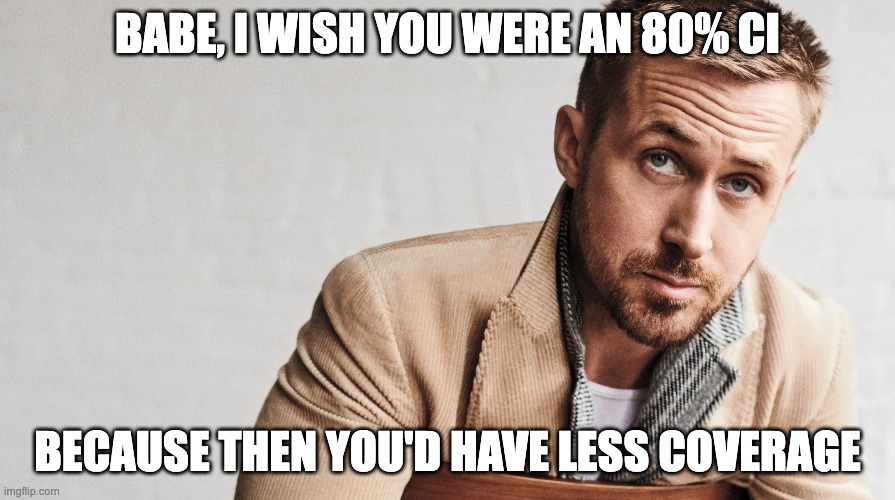 BABE, I WISH YOU WERE AN 80% CI
BECAUSE THEN YOU'D HAVE LESS COVERAGE
imgflip.com